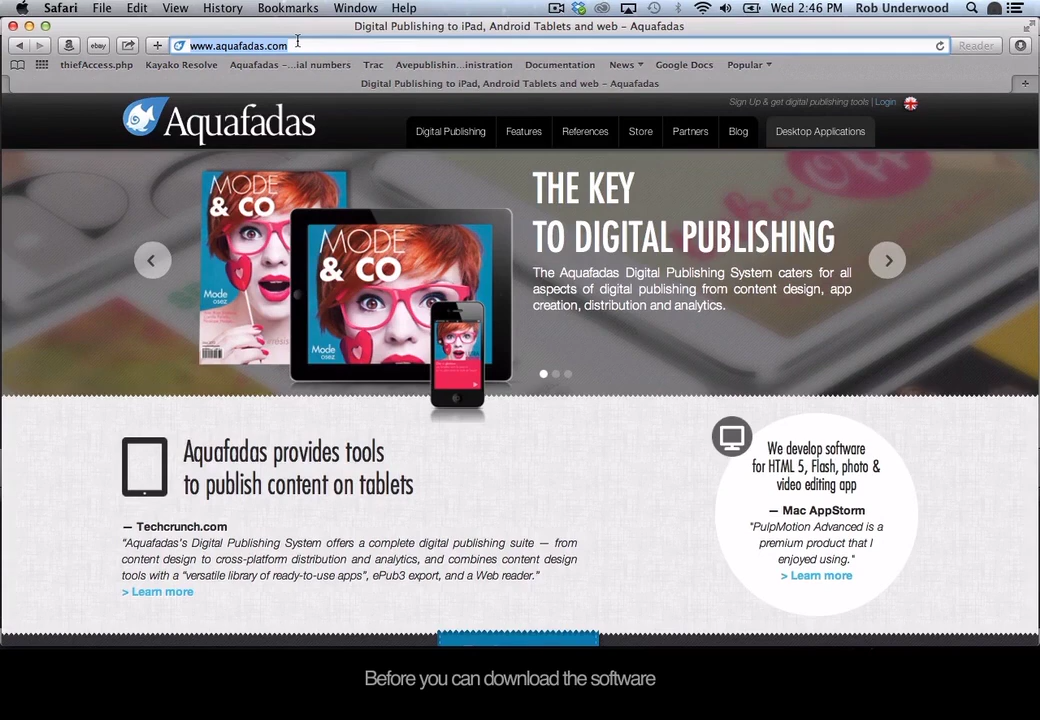 Safari File Edit View History Bookmarks Window Help Wed 2:46 PM Rob Underwood
Digital Publishing to iPad, Android Tablets and web – Aquafadas
ebay www.aquafadas.com Reader
thiefAccess.php Kayako Resolve Aquafadas –...ial numbers Trac Avepublishin...inistration Documentation News Google Docs Popular
Digital Publishing to iPad, Android Tablets and web – Aquafadas
Sign Up & get digital publishing tools | Login
Aquafadas
Digital Publishing Features References Store Partners Blog Desktop Applications
MODE
& CO
Mode
MODE
& CO
Mode
osez
THE KEY
TO DIGITAL PUBLISHING
The Aquafadas Digital Publishing System caters for all
aspects of digital publishing from content design, app
creation, distribution and analytics.
Aquafadas provides tools
to publish content on tablets
— Techcrunch.com
"Aquafadas's Digital Publishing System offers a complete digital publishing suite — from
content design to cross-platform distribution and analytics, and combines content design
tools with a "versatile library of ready-to-use apps", ePub3 export, and a Web reader."
> Learn more
We develop software
for HTML 5, Flash, photo &
video editing app
— Mac AppStorm
"PulpMotion Advanced is a
premium product that I
enjoyed using."
> Learn more
Before you can download the software